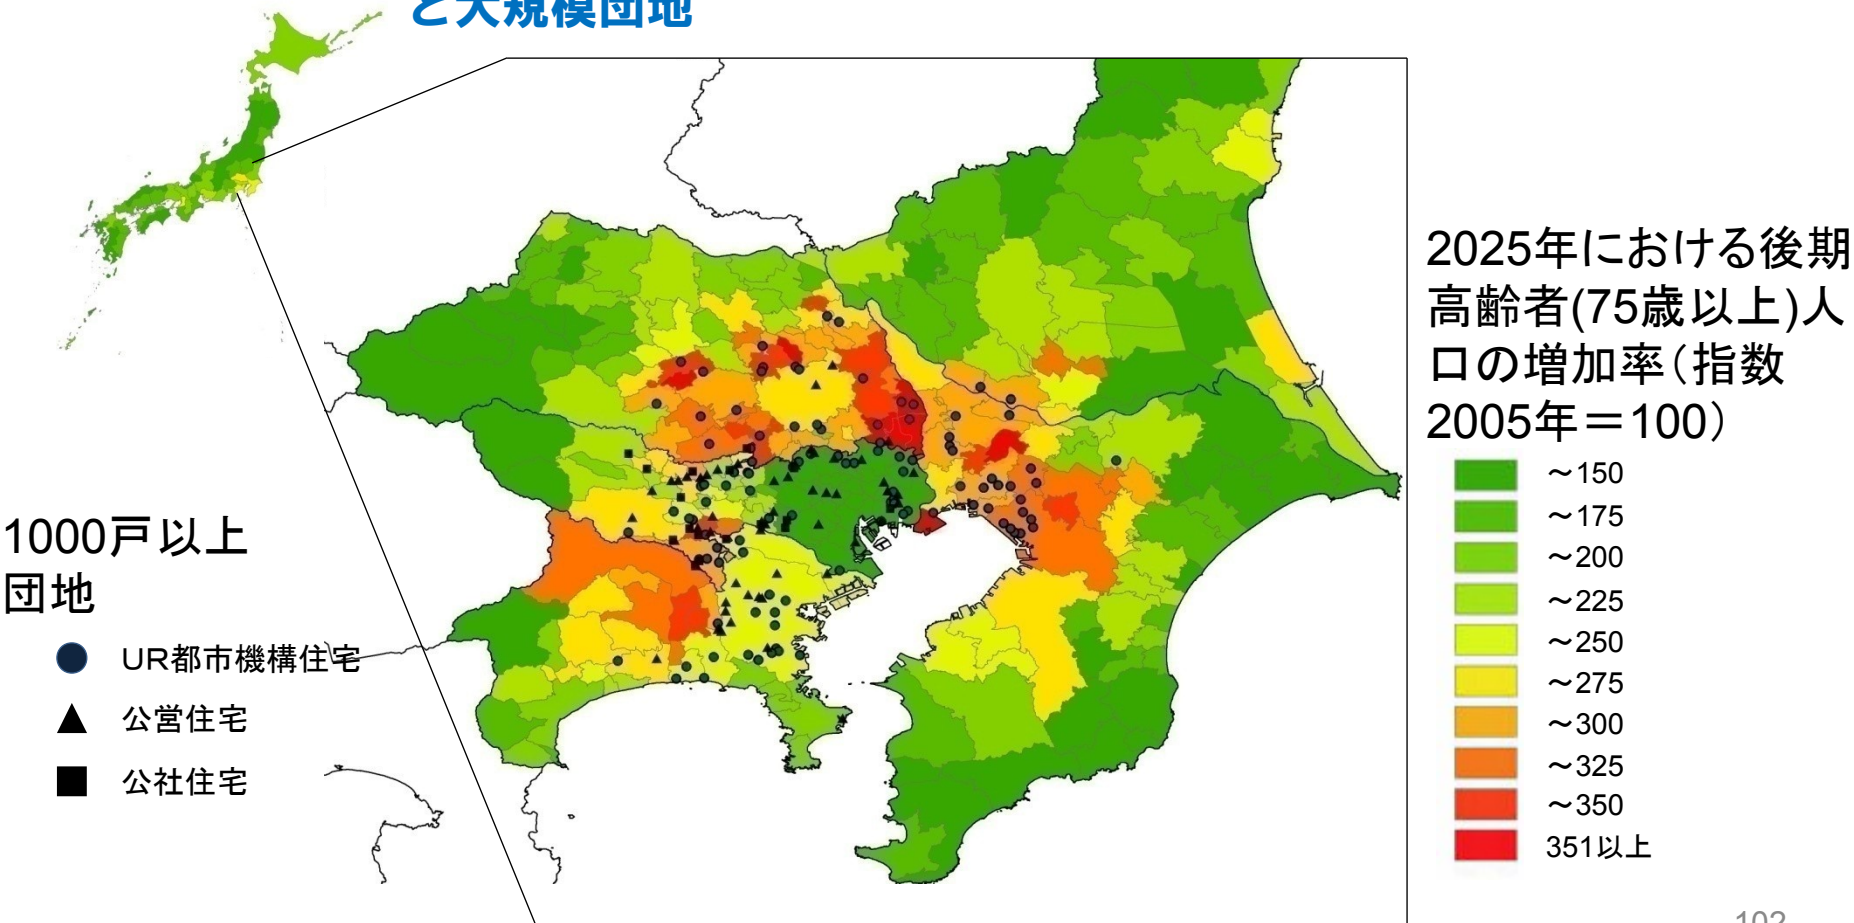 と大規模団地
2025年における後期
高齢者(75歳以上)人
口の増加率（指数
2005年＝100）
～150
～175
～200
～225
～250
～275
～300
～325
～350
351以上
1000戸以上
団地
UR都市機構住宅
公営住宅
公社住宅
102